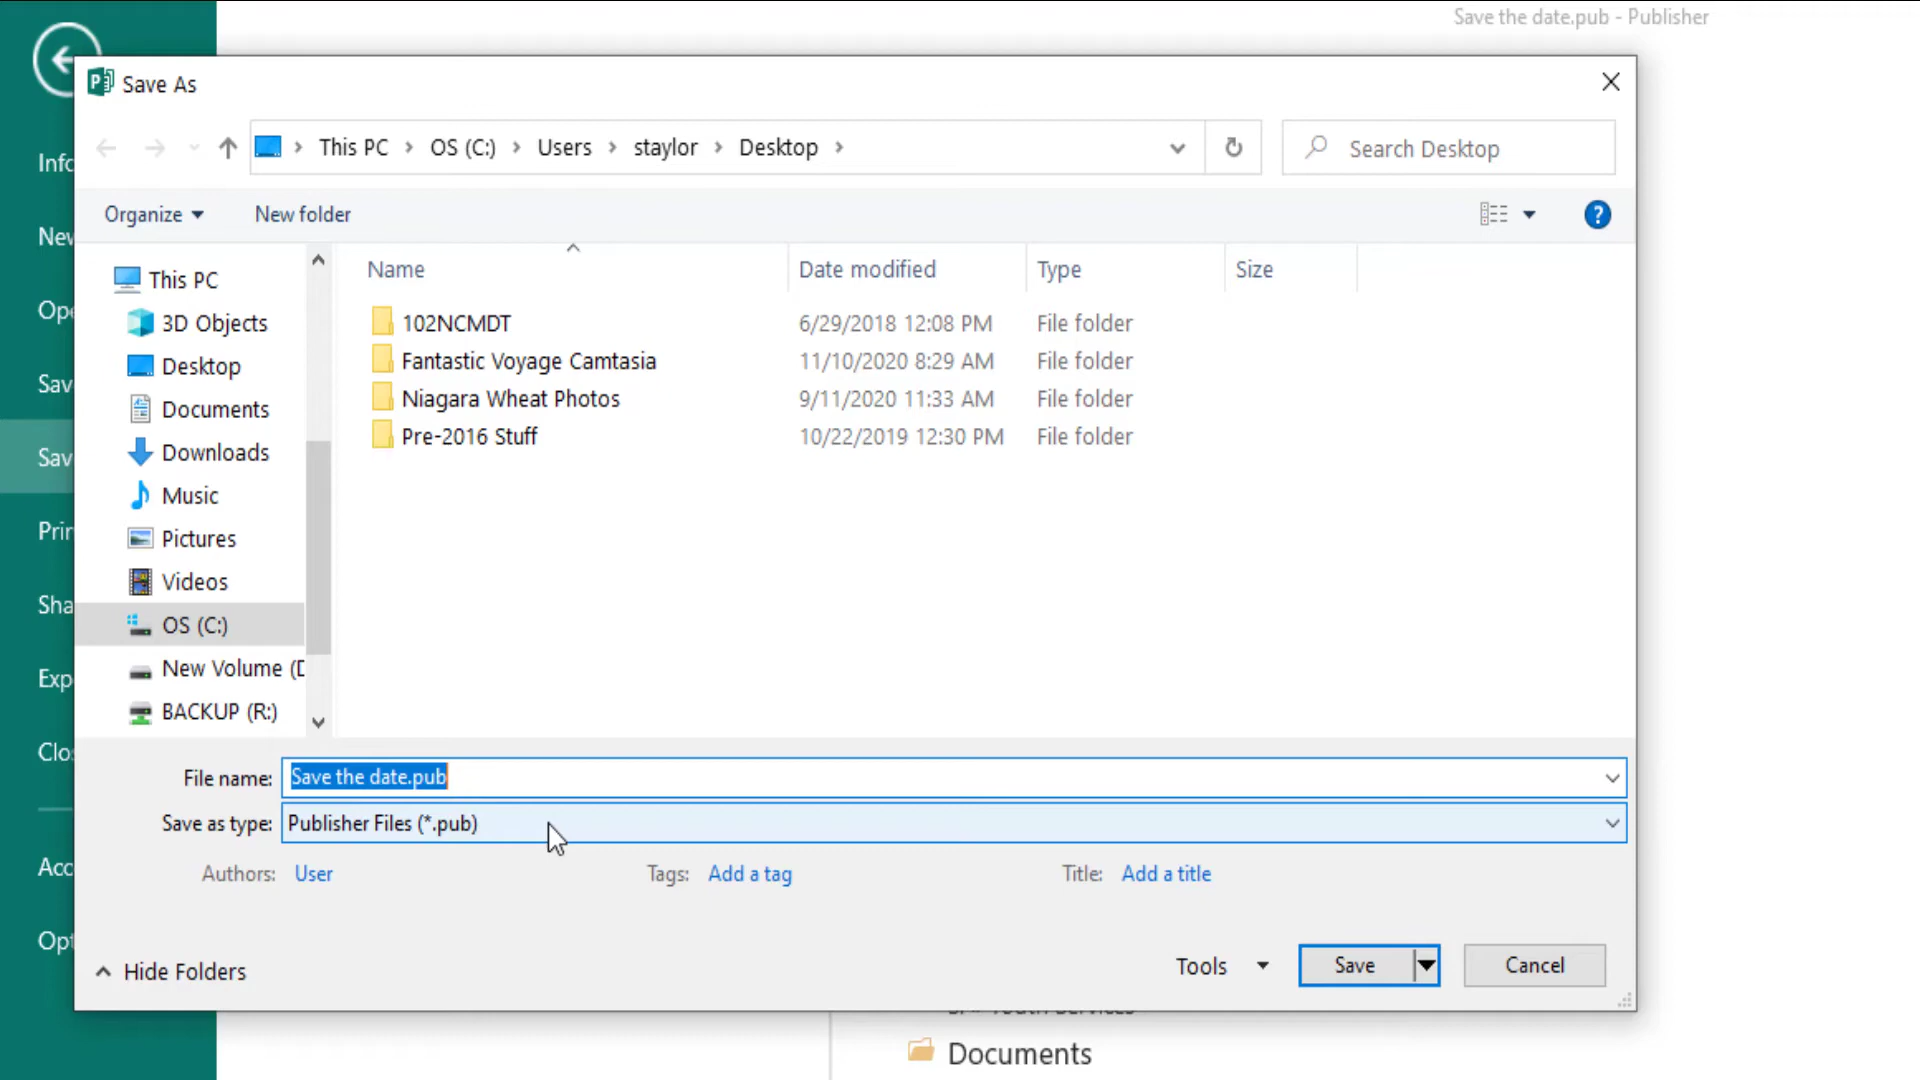 Save the date.pub - Publisher
Save As
This PC
OS (C:)
Users
staylor
Desktop
Search Desktop
Organize
New folder
?
Info
New
Ope
Sav
Sav
Prin
Sha
Exp
Clos
Acc
Opt
This PC
3D Objects
Desktop
Documents
Downloads
Music
Pictures
Videos
OS (C:)
New Volume (D
BACKUP (R:)
Name Date modified Type Size
102NCMDT 6/29/2018 12:08 PM File folder
Fantastic Voyage Camtasia 11/10/2020 8:29 AM File folder
Niagara Wheat Photos 9/11/2020 11:33 AM File folder
Pre-2016 Stuff 10/22/2019 12:30 PM File folder
File name: Save the date.pub
Save as type: Publisher Files (*.pub)
Authors: User Tags: Add a tag Title: Add a title
Hide Folders Tools Save Cancel
Documents